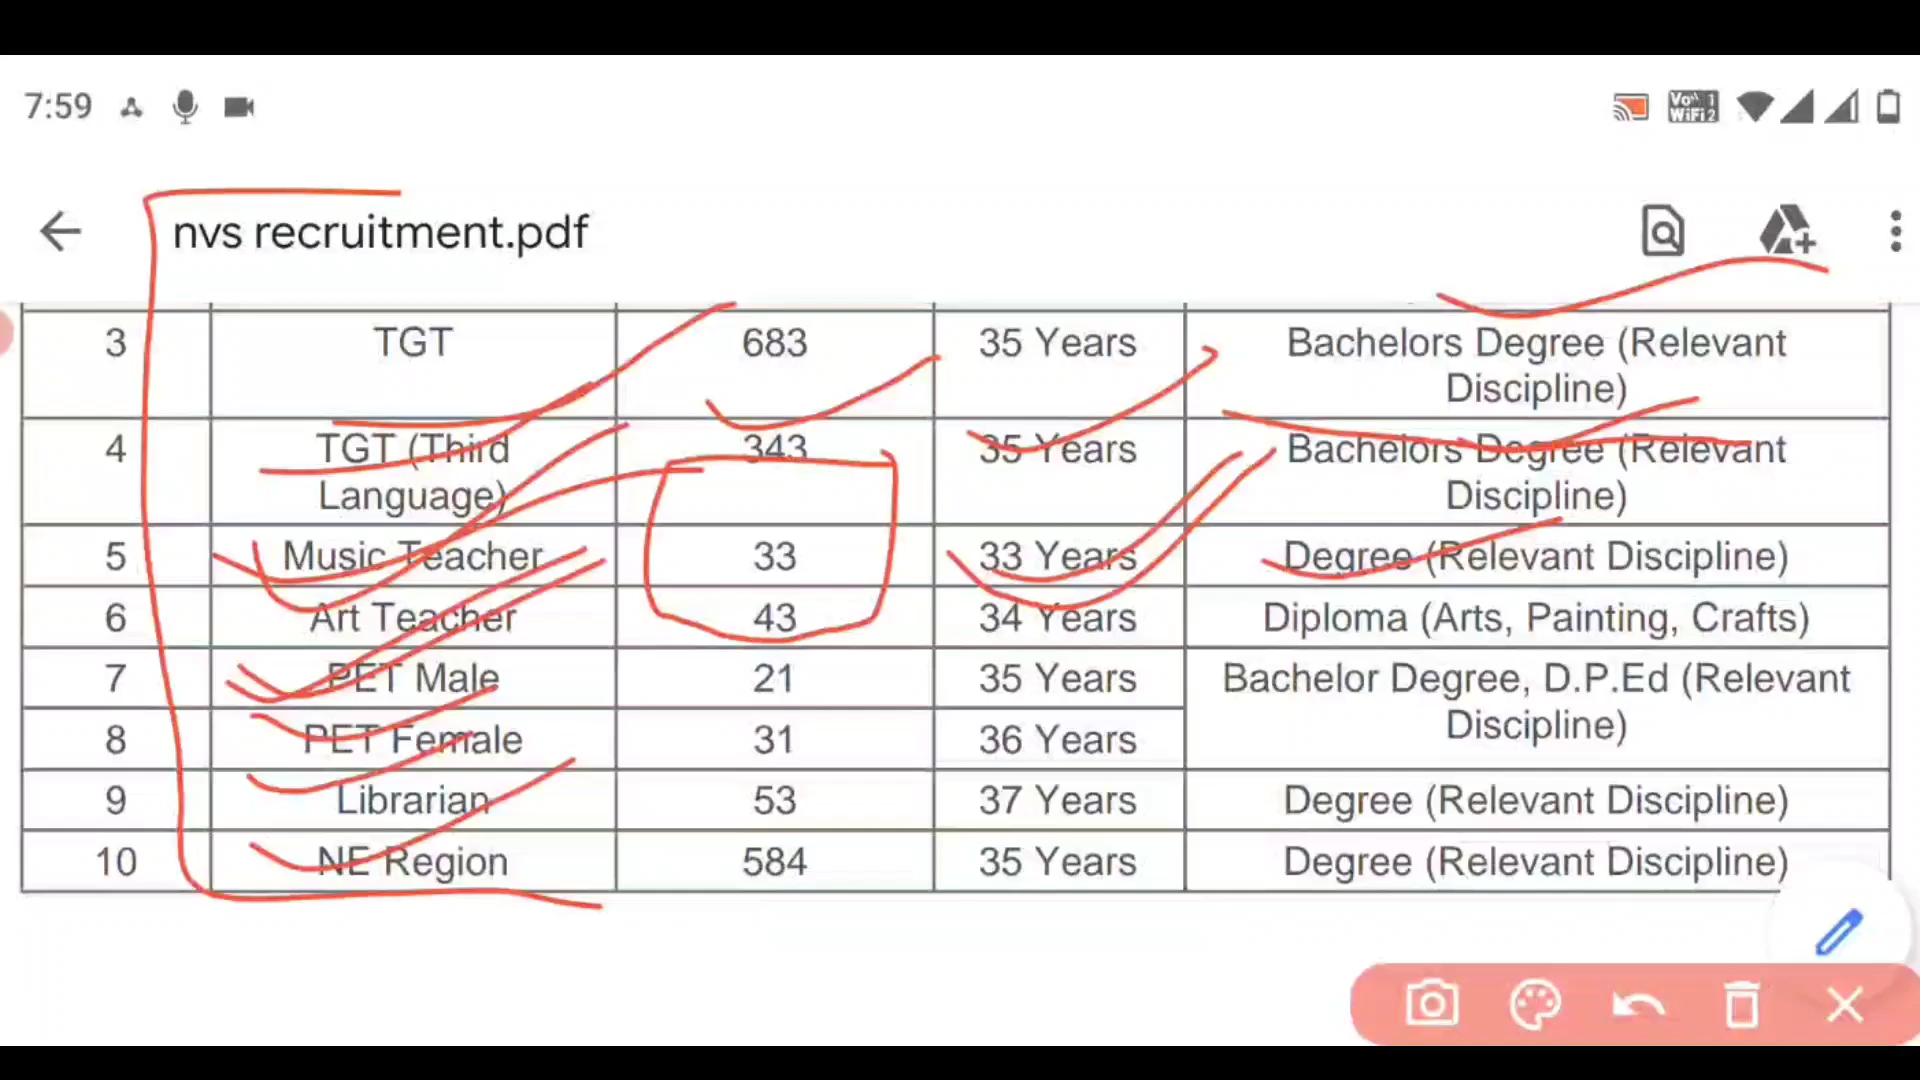 7:59
Vo 1
WiFi 2
nvs recruitment.pdf
3 TGT 683 35 Years Bachelors Degree (Relevant
Discipline)
4 TGT (Third 343 35 Years Bachelors Degree (Relevant
Language) Discipline)
5 Music Teacher 33 33 Years Degree (Relevant Discipline)
6 Art Teacher 43 34 Years Diploma (Arts, Painting, Crafts)
7 PET Male 21 35 Years Bachelor Degree, D.P.Ed (Relevant
Discipline)
8 PET Female 31 36 Years
9 Librarian 53 37 Years Degree (Relevant Discipline)
10 NE Region 584 35 Years Degree (Relevant Discipline)